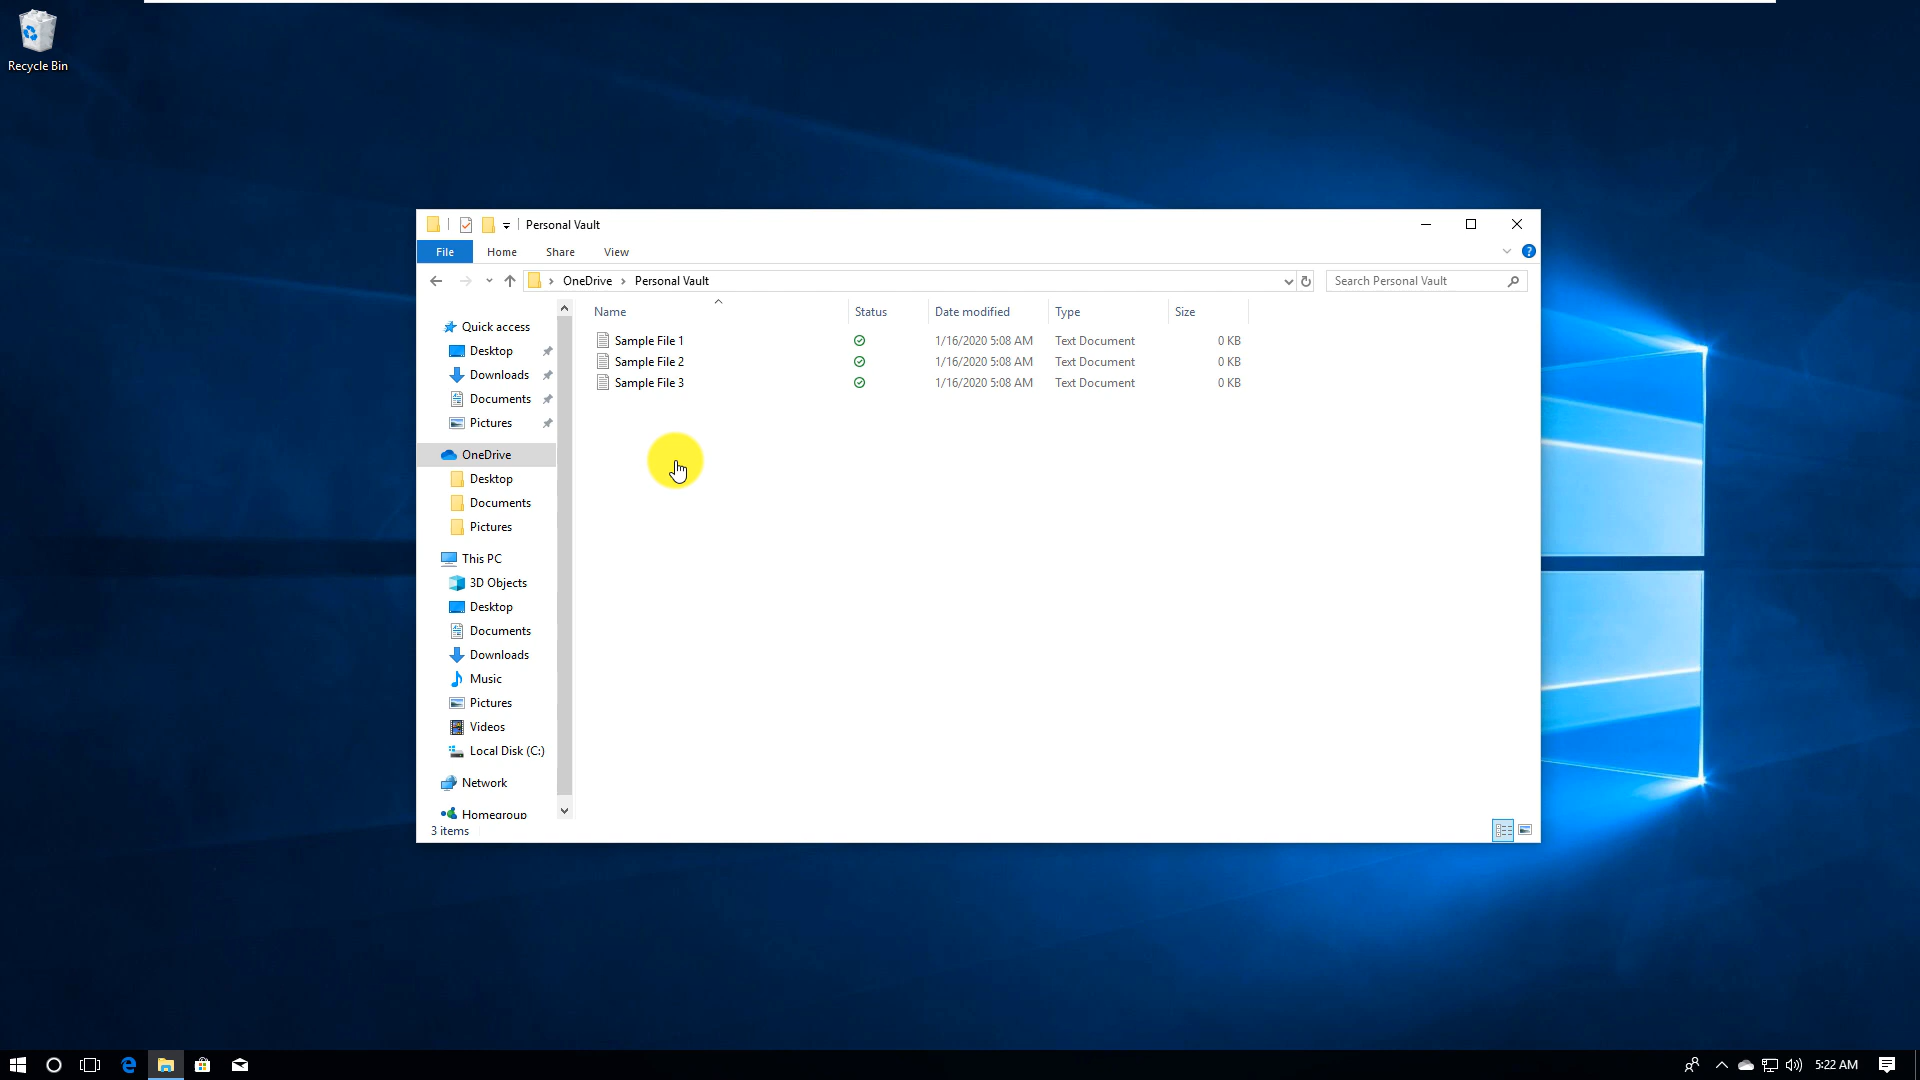 Recycle Bin
Personal Vault
File Home Share View
OneDrive Personal Vault Search Personal Vault
Name Status Date modified Type Size
Sample File 1 1/16/2020 5:08 AM Text Document 0 KB
Sample File 2 1/16/2020 5:08 AM Text Document 0 KB
Sample File 3 1/16/2020 5:08 AM Text Document 0 KB
Quick access
Desktop
Downloads
Documents
Pictures
OneDrive
Desktop
Documents
Pictures
This PC
3D Objects
Desktop
Documents
Downloads
Music
Pictures
Videos
Local Disk (C:)
Network
Homegroup
3 items
5:22 AM